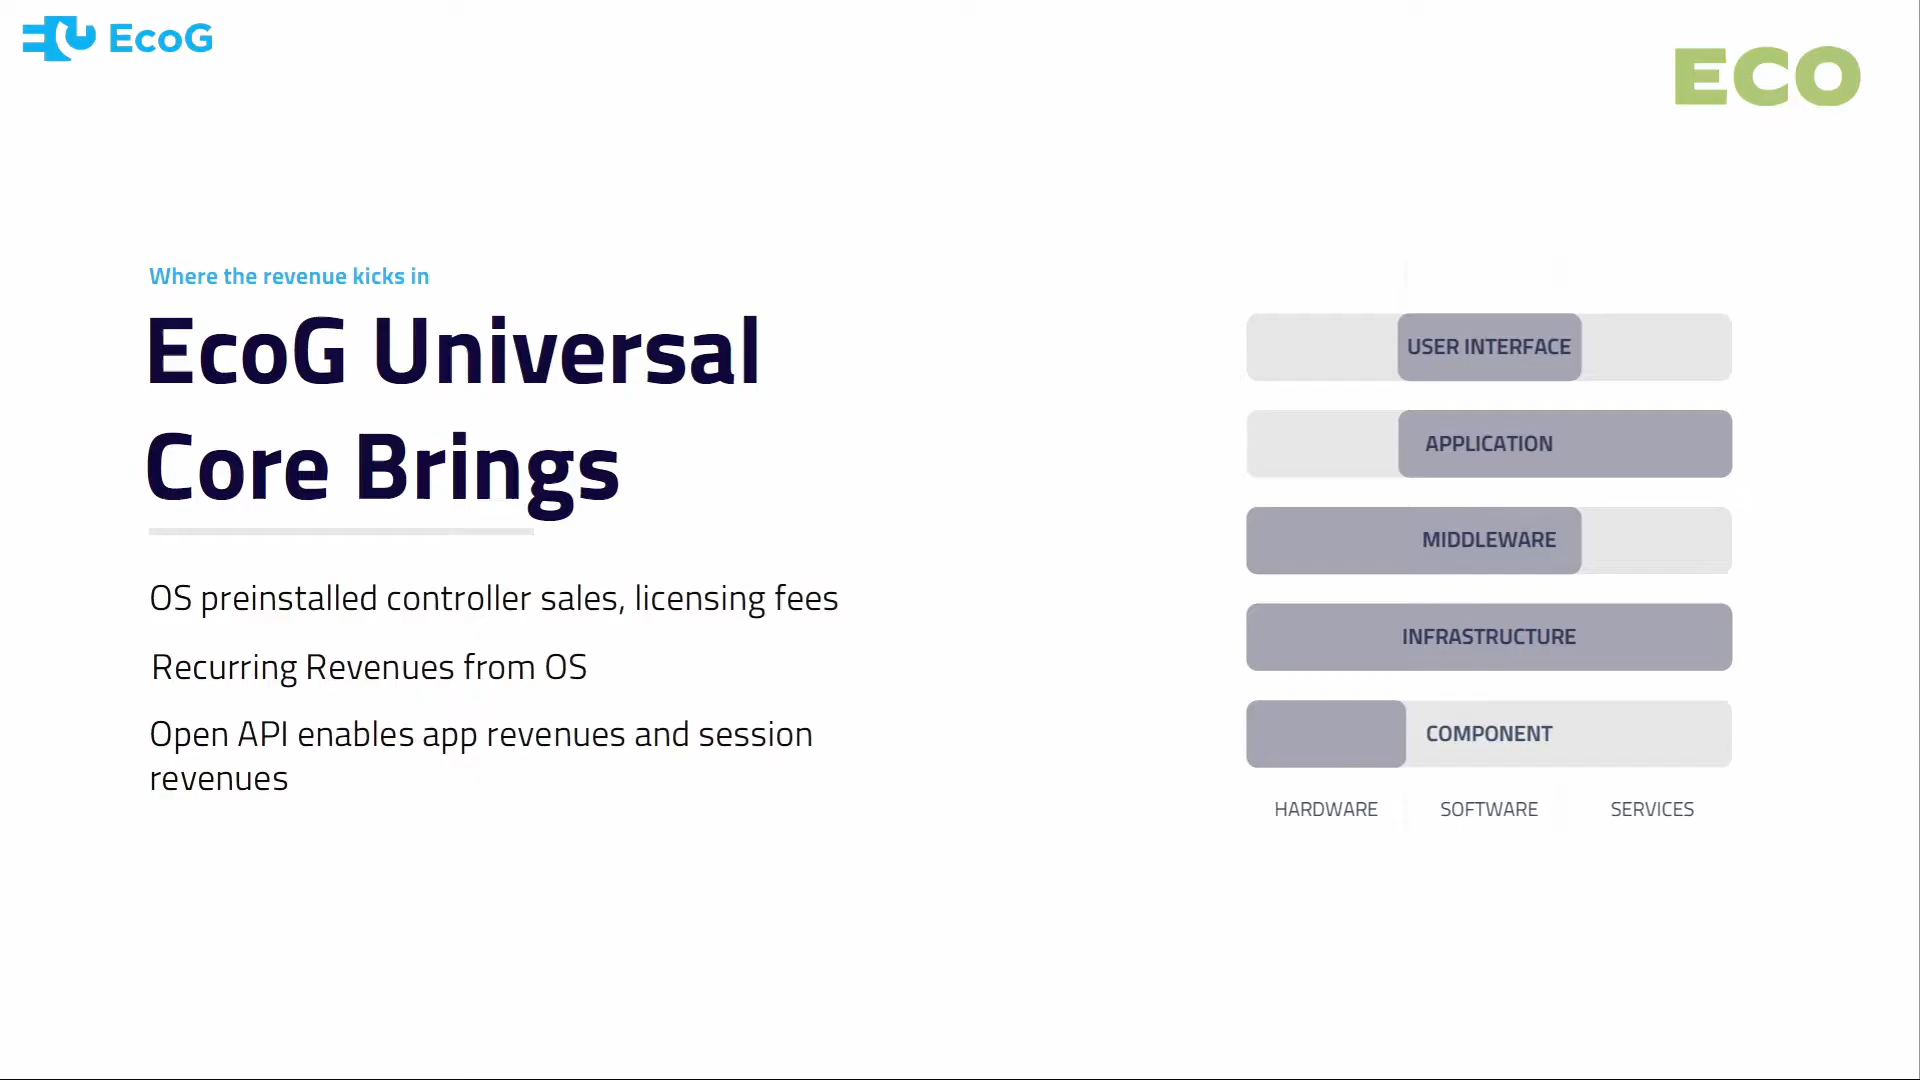 EcoG
ECO
Where the revenue kicks in
EcoG Universal
Core Brings
OS preinstalled controller sales, licensing fees
Recurring Revenues from OS
Open API enables app revenues and session
revenues
USER INTERFACE
APPLICATION
MIDDLEWARE
INFRASTRUCTURE
COMPONENT
HARDWARE SOFTWARE SERVICES